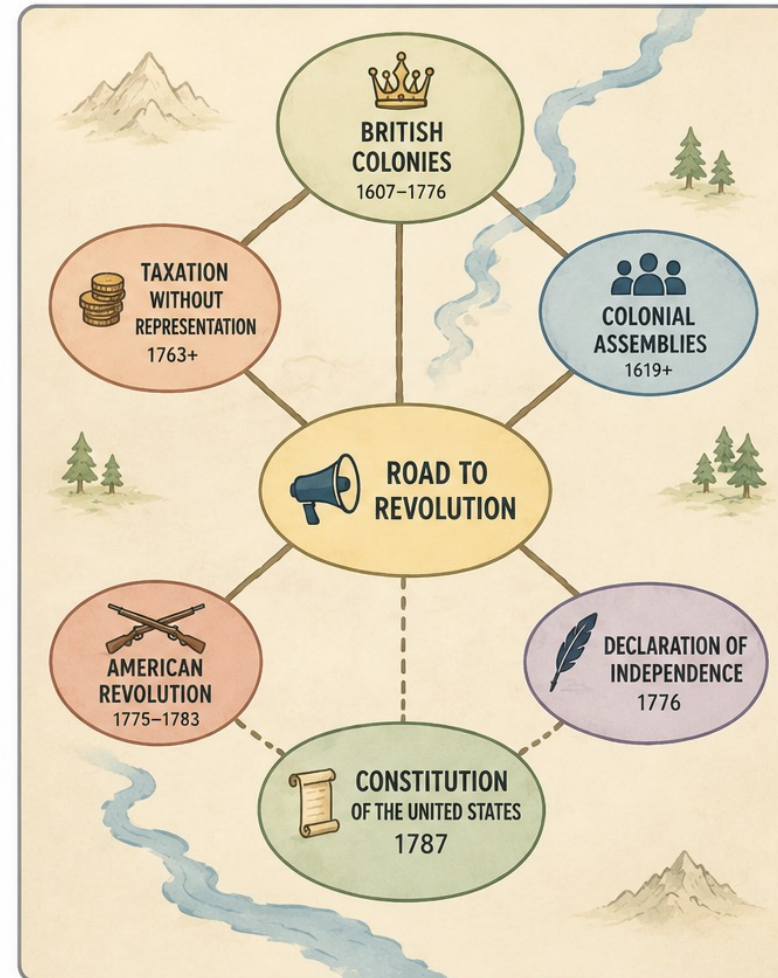 BRITISH
COLONIES
1607–1776
TAXATION
WITHOUT
REPRESENTATION
1763+
COLONIAL
ASSEMBLIES
1619+
ROAD TO
REVOLUTION
AMERICAN
REVOLUTION
1775–1783
DECLARATION OF
INDEPENDENCE
1776
CONSTITUTION
OF THE UNITED STATES
1787